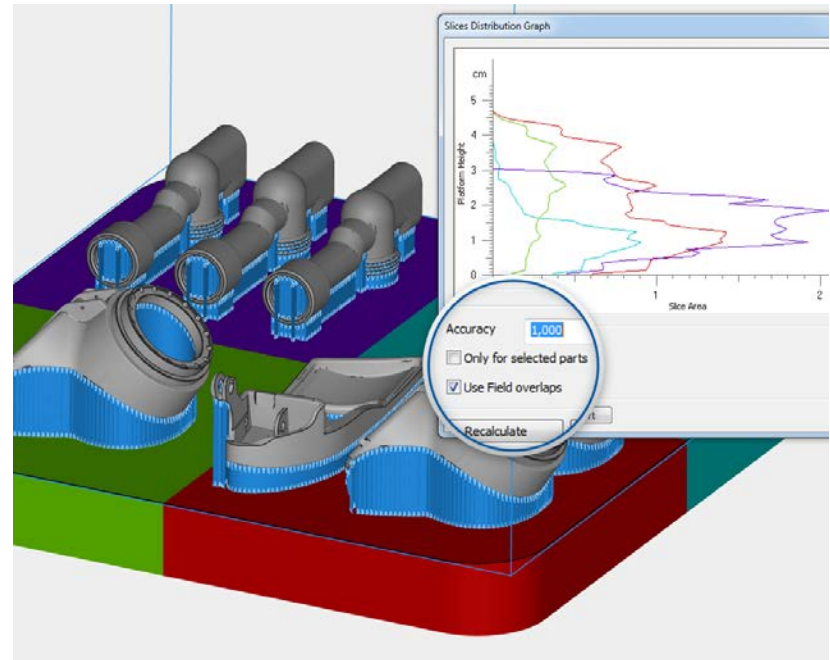 Slices Distribution Graph
cm
5
4
3
2
1
0
Platform Height
1
2
Slice Area
Accuracy
1,000
Only for selected parts
Use Field overlaps
Recalculate